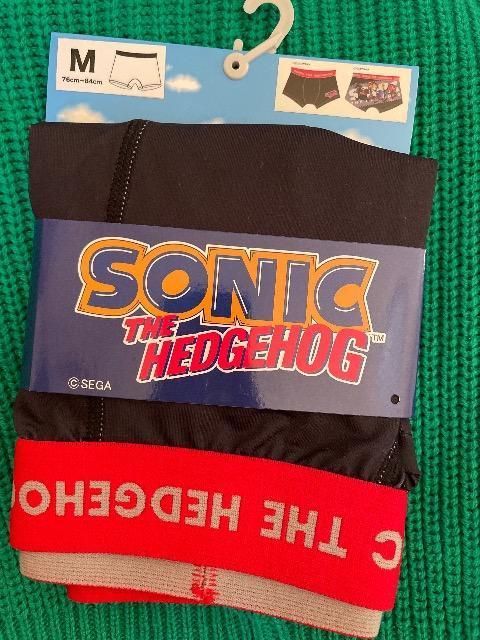 M
76cm~84cm
SONIC
THE
HEDGEHOG
TM
©SEGA
C THE HEDGEHO